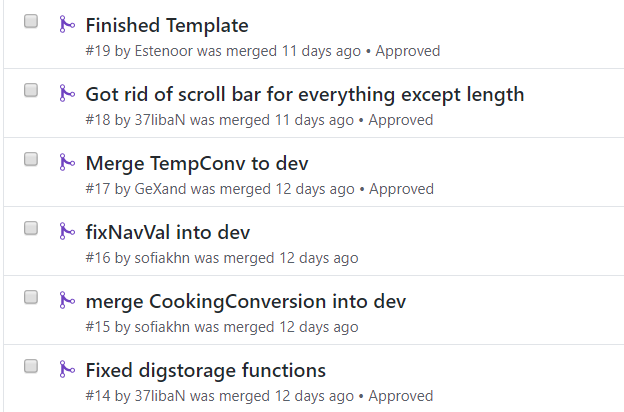 Finished Template
#19 by Estenoor was merged 11 days ago • Approved
Got rid of scroll bar for everything except length
#18 by 37libaN was merged 11 days ago • Approved
Merge TempConv to dev
#17 by GeXand was merged 12 days ago • Approved
fixNavVal into dev
#16 by sofiakhn was merged 12 days ago
merge CookingConversion into dev
#15 by sofiakhn was merged 12 days ago
Fixed digstorage functions
#14 by 37libaN was merged 12 days ago • Approved